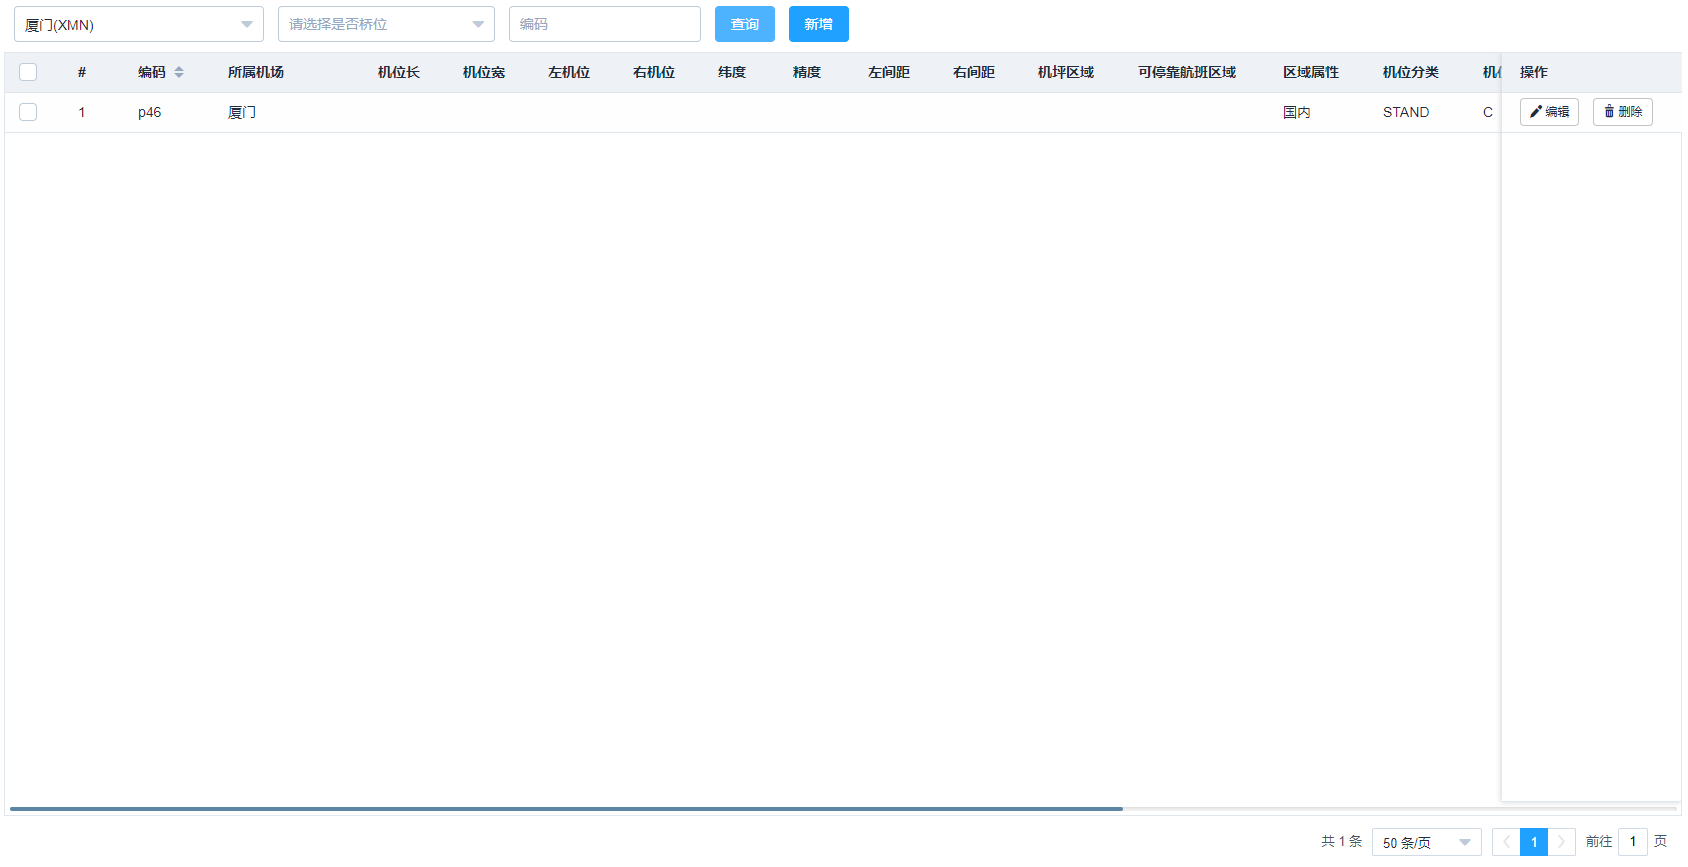 厦门(XMN) 请选择是否桥位 编码 查询 新增
# 编码 所属机场 机位长 机位宽 左机位 右机位 纬度 精度 左间距 右间距 机坪区域 可停靠航班区域 区域属性 机位分类 机 操作
1 p46 厦门 国内 STAND C 编辑 删除
共 1 条 50 条/页 1 前往 1 页